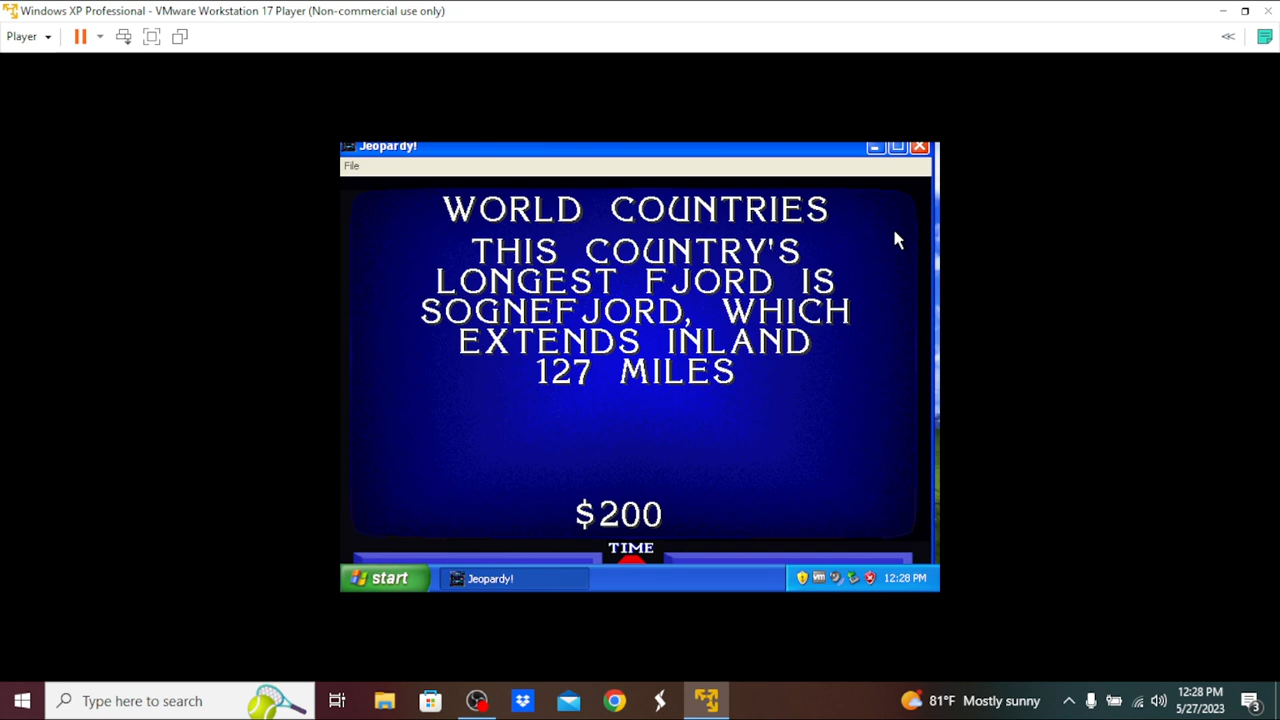 Windows XP Professional - VMware Workstation 17 Player (Non-commercial use only)
Player
Jeopardy!
File
WORLD COUNTRIES
THIS COUNTRY'S
LONGEST FJORD IS
SOGNEFJORD, WHICH
EXTENDS INLAND
127 MILES
$200
TIME
start
Jeopardy!
vm
12:28 PM
Type here to search
81°F Mostly sunny
12:28 PM
5/27/2023
3